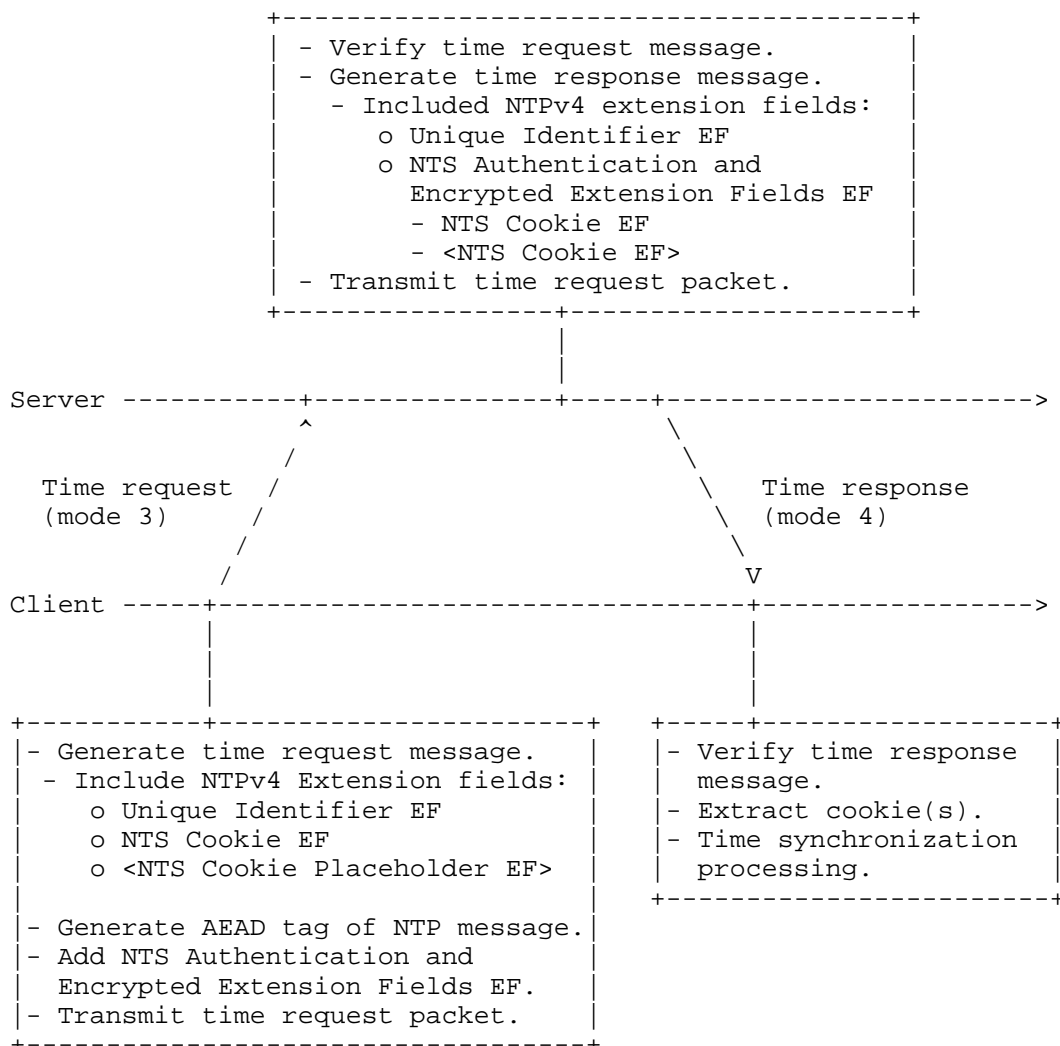 - Verify time request message.
- Generate time response message.
- Included NTPv4 extension fields:
o Unique Identifier EF
o NTS Authentication and
Encrypted Extension Fields EF
- NTS Cookie EF
- <NTS Cookie EF>
- Transmit time request packet.
Server
Time request
(mode 3)
Time response
(mode 4)
Client
- Generate time request message.
- Include NTPv4 Extension fields:
o Unique Identifier EF
o NTS Cookie EF
o <NTS Cookie Placeholder EF>
- Generate AEAD tag of NTP message.
- Add NTS Authentication and
Encrypted Extension Fields EF.
- Transmit time request packet.
- Verify time response
message.
- Extract cookie(s).
- Time synchronization
processing.